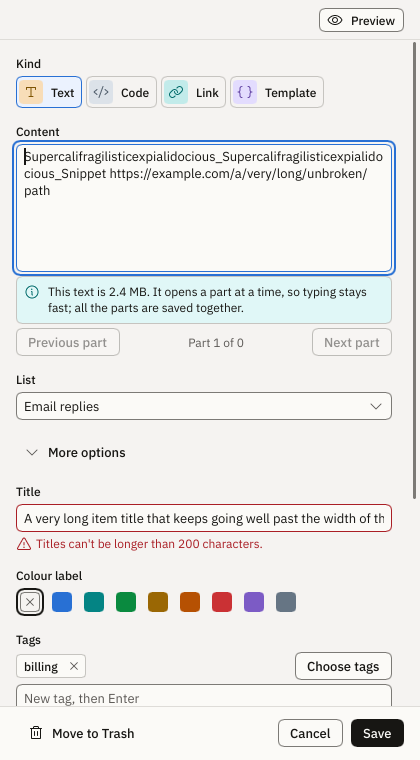 Preview
Kind
T Text
</> Code
Link
{ } Template
Content
Supercalifragilisticexpialidocious_Supercalifragilisticexpialido
cious_Snippet https://example.com/a/very/long/unbroken/
path
This text is 2.4 MB. It opens a part at a time, so typing stays
fast; all the parts are saved together.
Previous part
Part 1 of 0
Next part
List
Email replies
More options
Title
A very long item title that keeps going well past the width of th
Titles can't be longer than 200 characters.
Colour label
Tags
billing
Choose tags
New tag, then Enter
Move to Trash
Cancel
Save